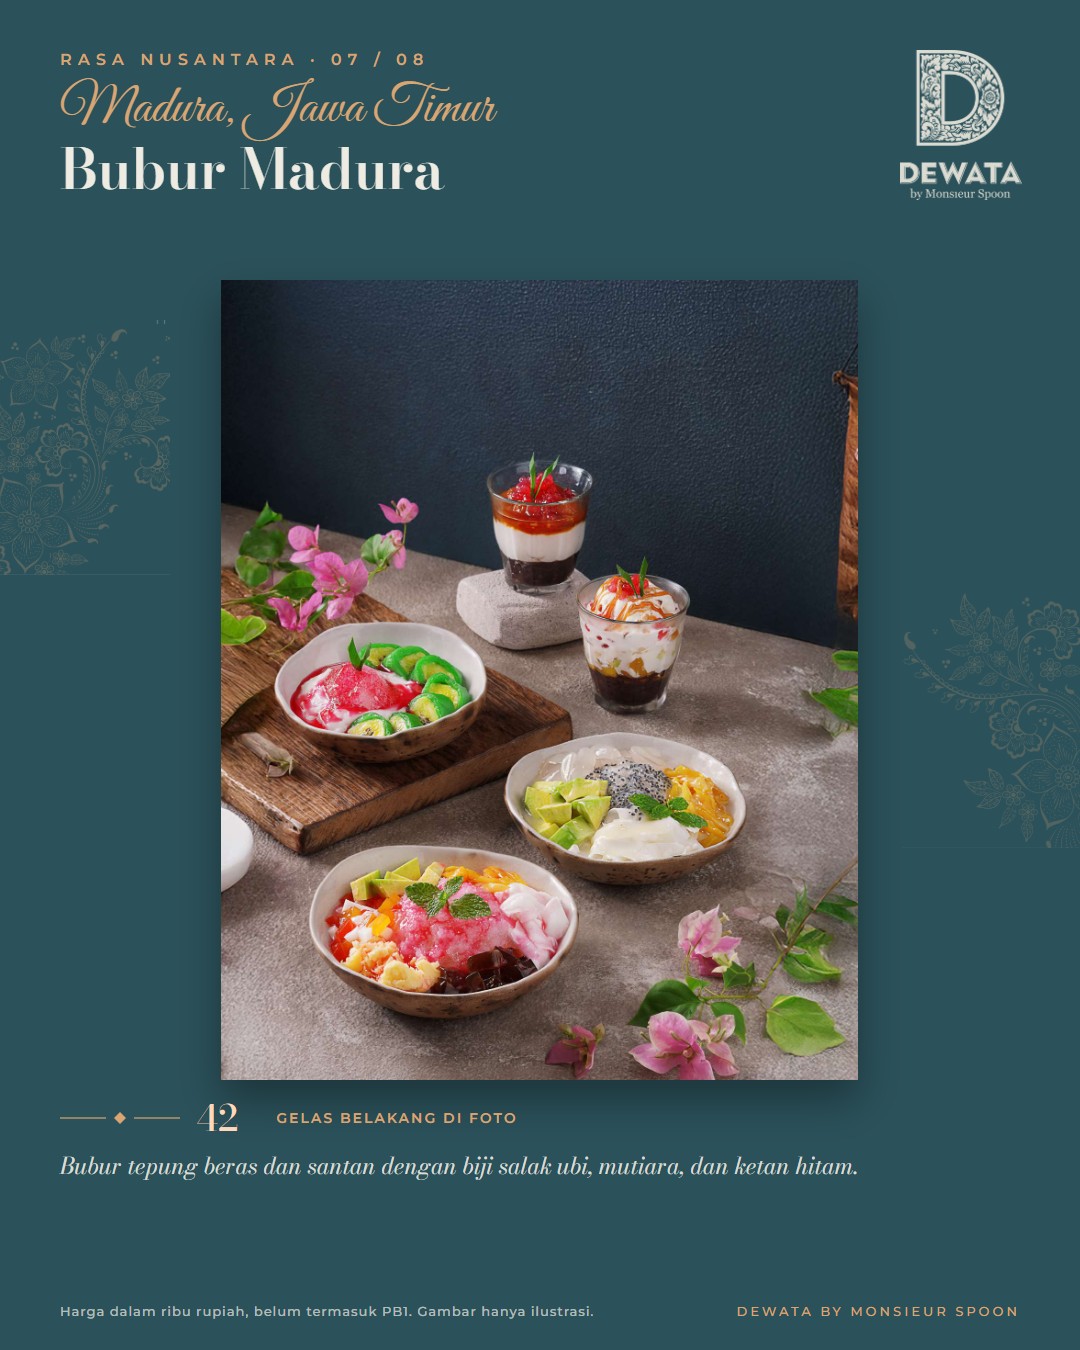 RASA NUSANTARA · 07 / 08
Madura, Jawa Timur
Bubur Madura
D
DEWATA
by Monsieur Spoon
42 GELAS BELAKANG DI FOTO
Bubur tepung beras dan santan dengan biji salak ubi, mutiara, dan ketan hitam.
Harga dalam ribu rupiah, belum termasuk PB1. Gambar hanya ilustrasi.
DEWATA BY MONSIEUR SPOON